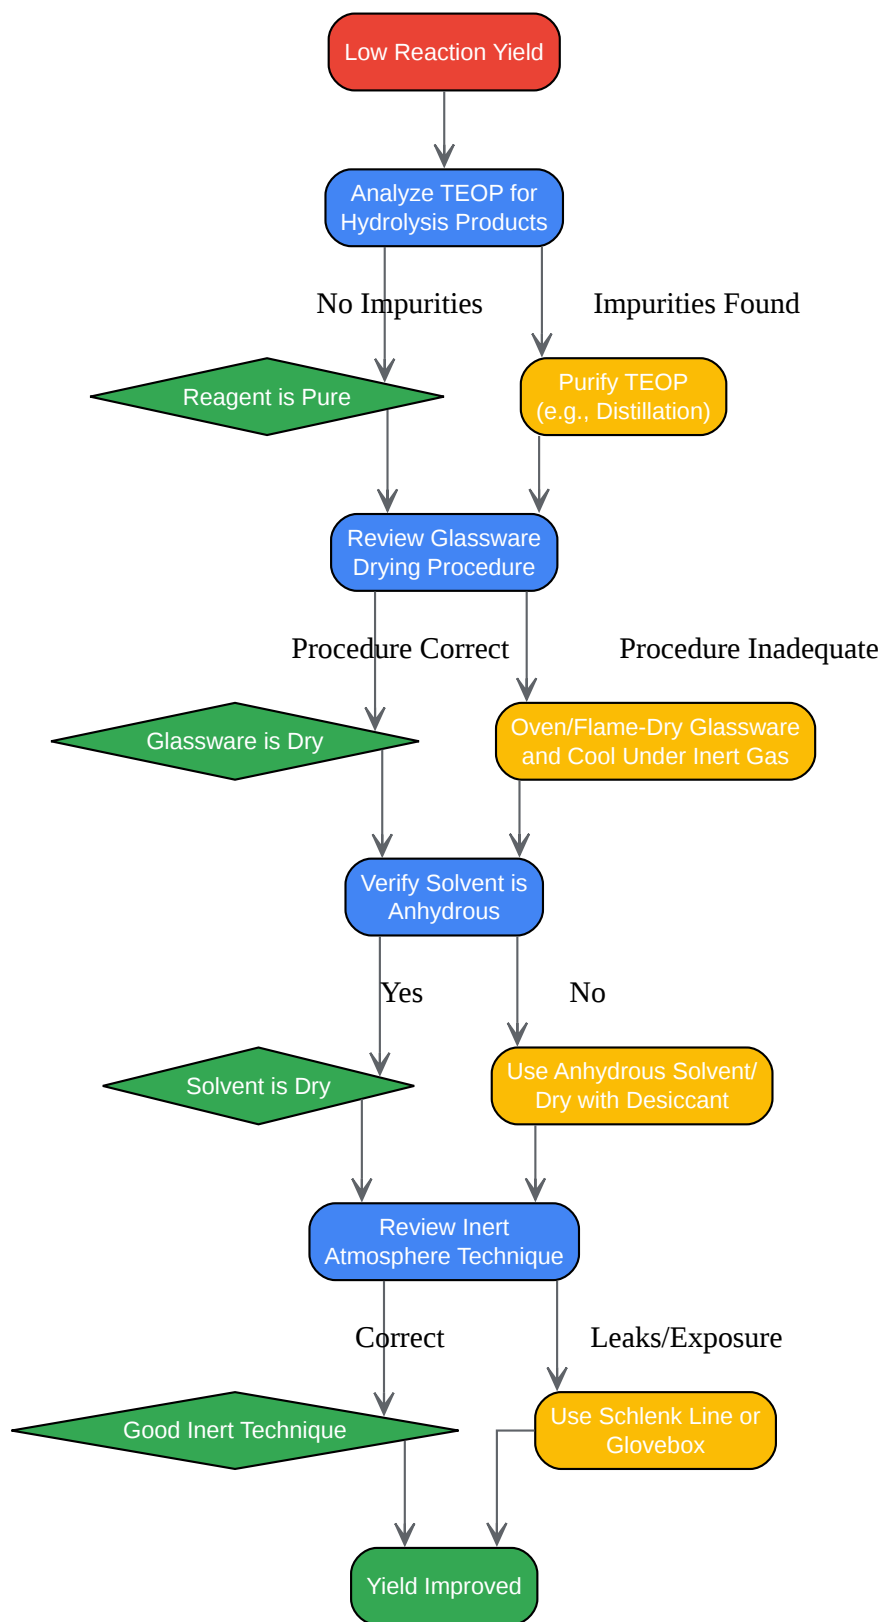 Low Reaction Yield
Analyze TEOP for
Hydrolysis Products
No Impurities
Impurities Found
Reagent is Pure
Purify TEOP
(e.g., Distillation)
Review Glassware
Drying Procedure
Procedure Correct
Procedure Inadequate
Glassware is Dry
Oven/Flame-Dry Glassware
and Cool Under Inert Gas
Verify Solvent is
Anhydrous
Yes
No
Solvent is Dry
Use Anhydrous Solvent/
Dry with Desiccant
Review Inert
Atmosphere Technique
Correct
Leaks/Exposure
Good Inert Technique
Use Schlenk Line or
Glovebox
Yield Improved